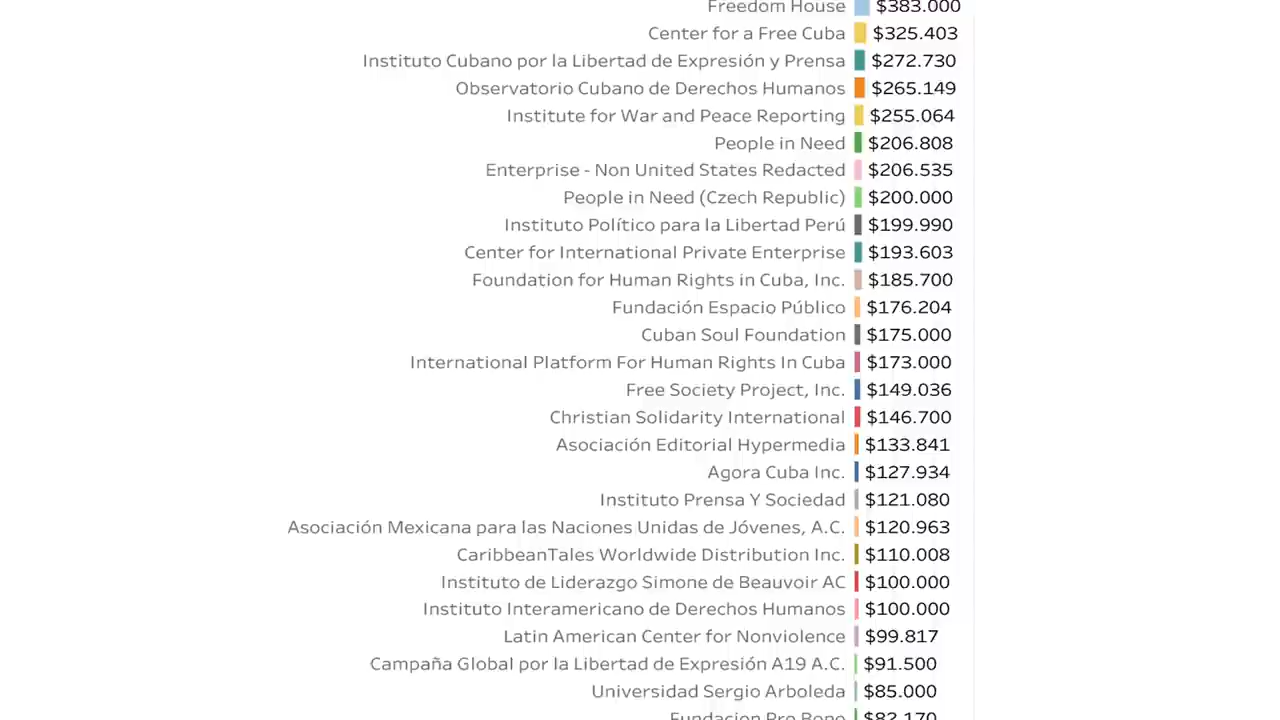 Freedom House $383.000
Center for a Free Cuba $325.403
Instituto Cubano por la Libertad de Expresión y Prensa $272.730
Observatorio Cubano de Derechos Humanos $265.149
Institute for War and Peace Reporting $255.064
People in Need $206.808
Enterprise - Non United States Redacted $206.535
People in Need (Czech Republic) $200.000
Instituto Político para la Libertad Perú $199.990
Center for International Private Enterprise $193.603
Foundation for Human Rights in Cuba, Inc. $185.700
Fundación Espacio Público $176.204
Cuban Soul Foundation $175.000
International Platform For Human Rights In Cuba $173.000
Free Society Project, Inc. $149.036
Christian Solidarity International $146.700
Asociación Editorial Hypermedia $133.841
Agora Cuba Inc. $127.934
Instituto Prensa Y Sociedad $121.080
Asociación Mexicana para las Naciones Unidas de Jóvenes, A.C. $120.963
CaribbeanTales Worldwide Distribution Inc. $110.008
Instituto de Liderazgo Simone de Beauvoir AC $100.000
Instituto Interamericano de Derechos Humanos $100.000
Latin American Center for Nonviolence $99.817
Campaña Global por la Libertad de Expresión A19 A.C. $91.500
Universidad Sergio Arboleda $85.000
Fundacion Pro Bono $82.170